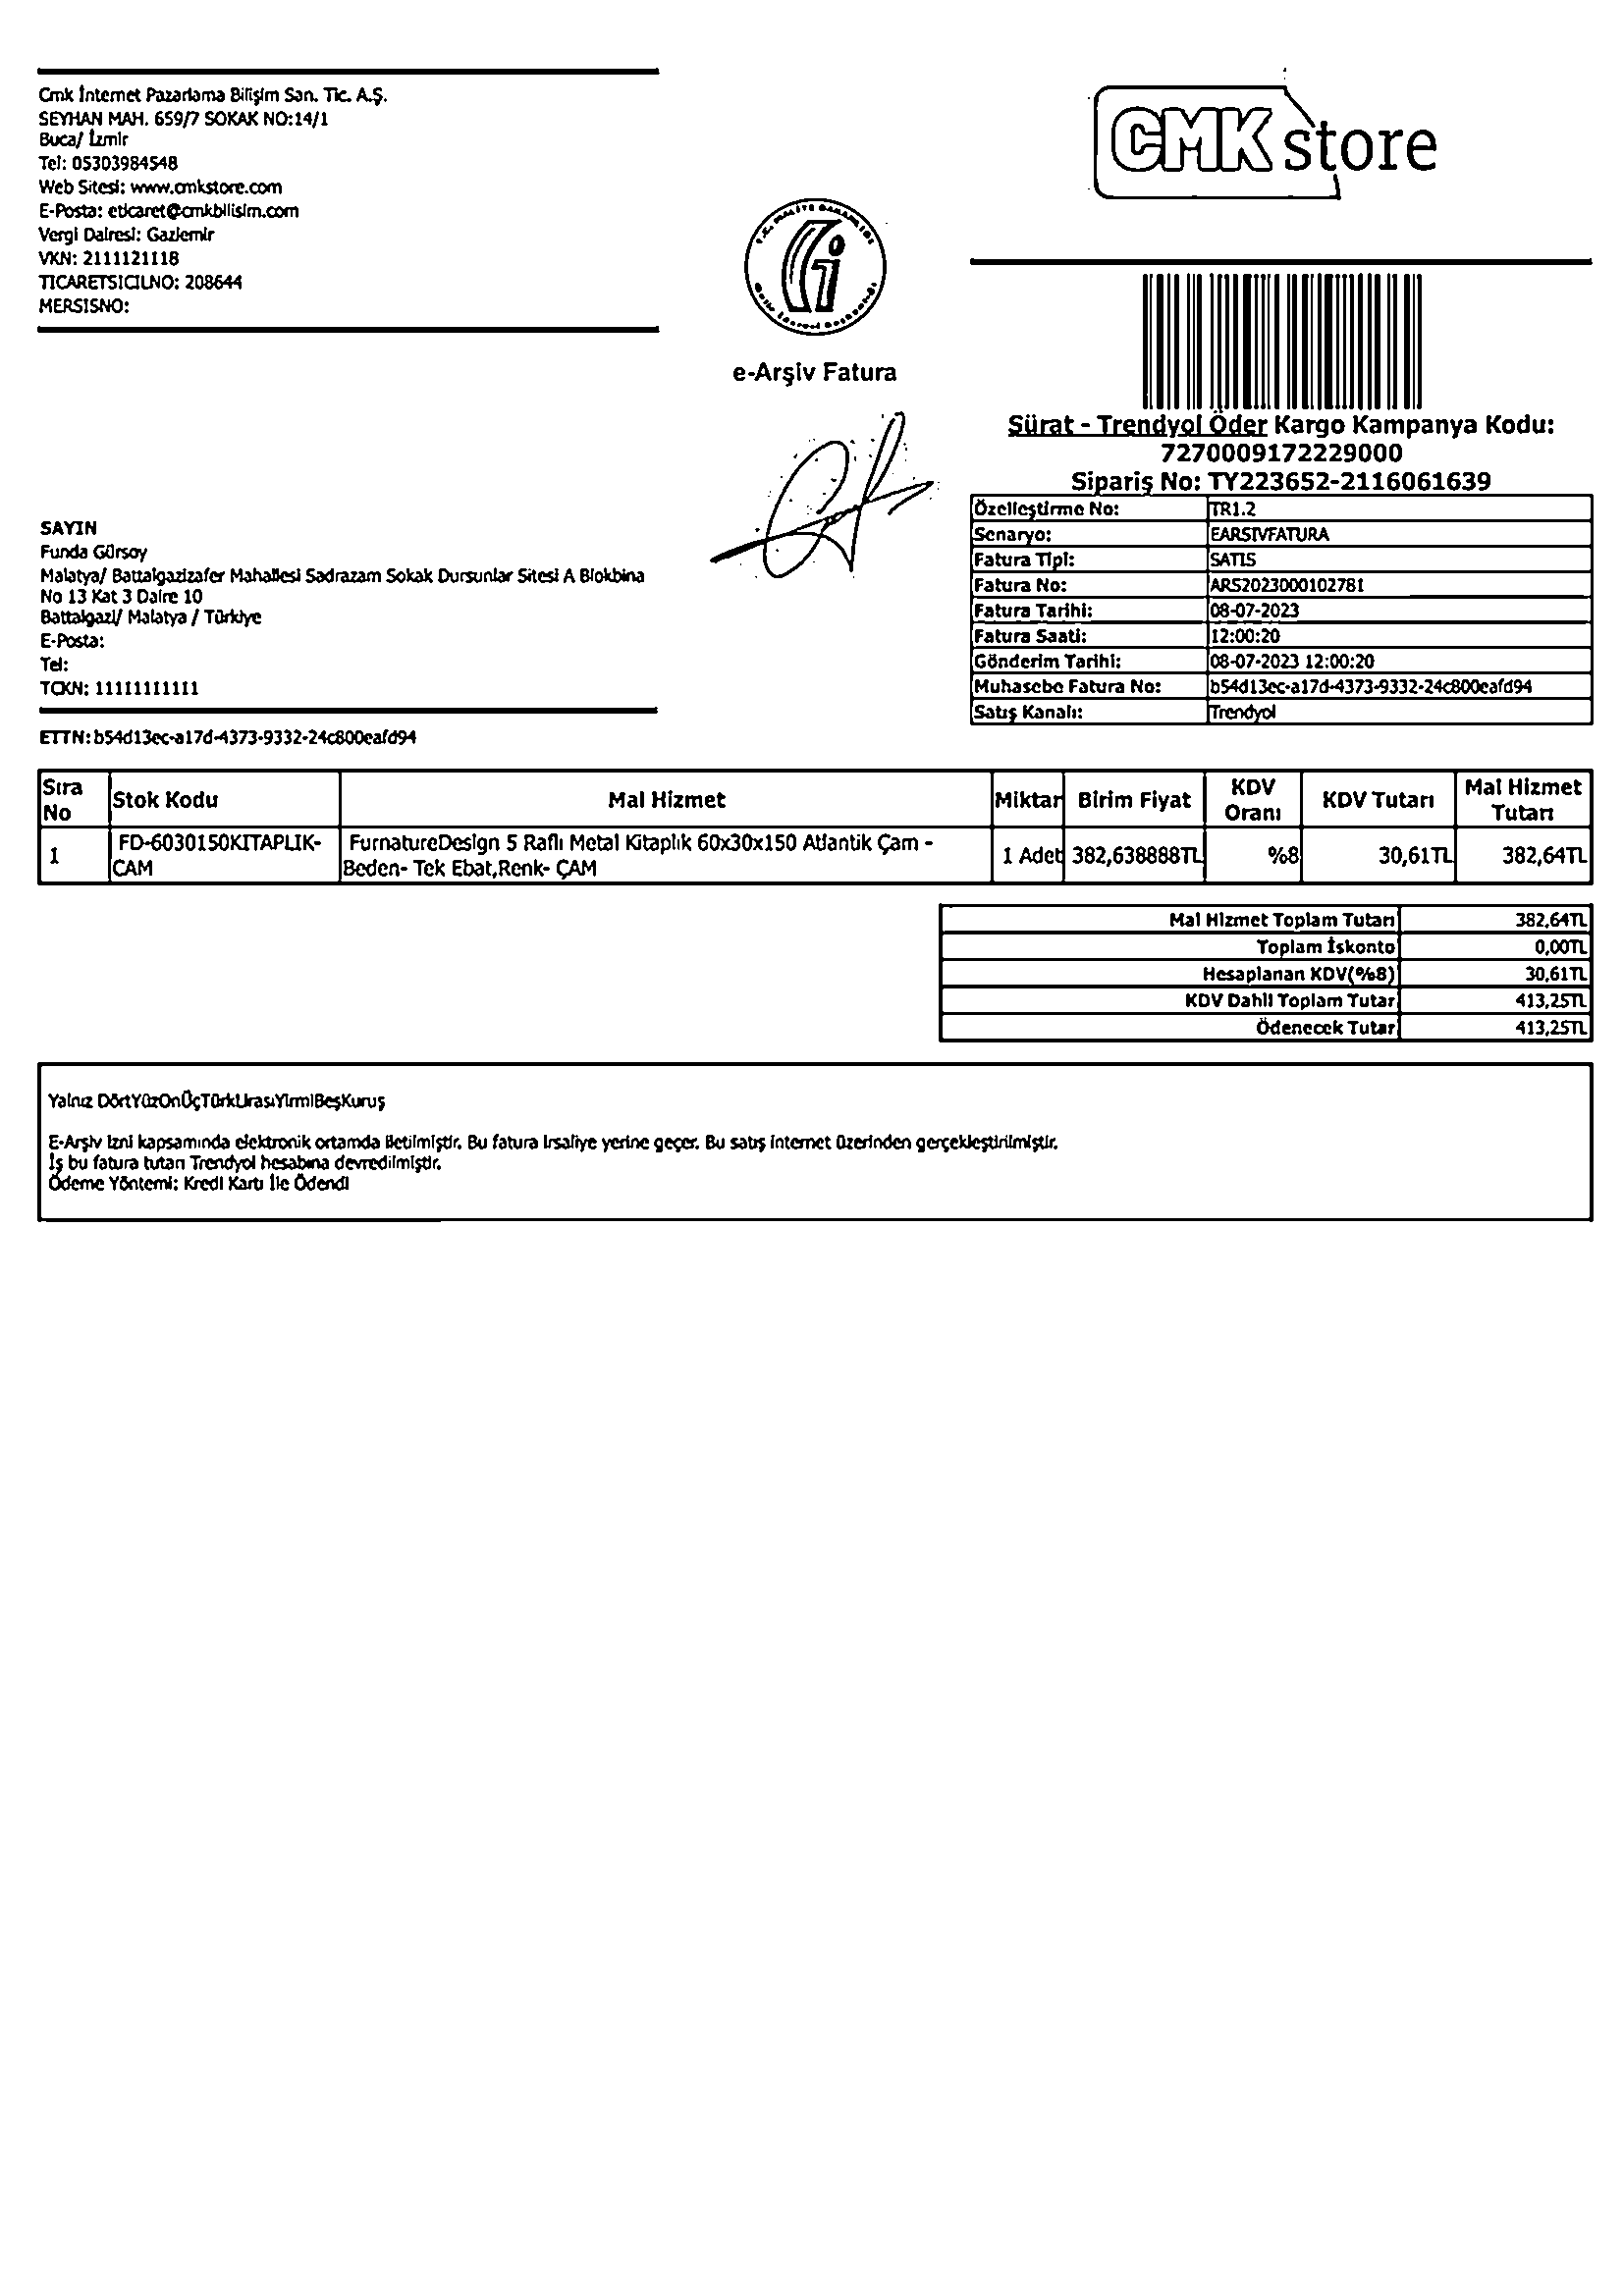 Cmk İnternet Pazarlama Bilişim San. Tic. A.Ş.
SEYHAN MAH. 659/7 SOKAK NO:14/1
Buca/ İzmir
Tel: 05303984548
Web Sitesi: www.cmkstore.com
E-Posta: eticaret@cmkbilisim.com
Vergi Dairesi: Gaziemir
VKN: 2111121118
TICARETSICILNO: 208644
MERSISNO:
CMK store
e-Arşiv Fatura
Sürat - Trendyol Öder Kargo Kampanya Kodu:
7270009172229000
Sipariş No: TY223652-2116061639
SAYIN
Funda Gürsoy
Malatya/ Battalgazizafer Mahallesi Sadrazam Sokak Dursunlar Sitesi A Blokbina
No 13 Kat 3 Daire 10
Battalgazi/ Malatya / Türkiye
E-Posta:
Tel:
TCKN: 11111111111
Özelleştirme No: TR1.2
Senaryo: EARSIVFATURA
Fatura Tipi: SATIS
Fatura No: ARS2023000102781
Fatura Tarihi: 08-07-2023
Fatura Saati: 12:00:20
Gönderim Tarihi: 08-07-2023 12:00:20
Muhasebe Fatura No: b54d13ec-a17d-4373-9332-24c800eafd94
Satış Kanalı: Trendyol
ETTN: b54d13ec-a17d-4373-9332-24c800eafd94
Sıra No Stok Kodu Mal Hizmet Miktar Birim Fiyat KDV Oranı KDV Tutarı Mal Hizmet Tutarı
1 FD-6030150KITAPLIK-CAM FurnatureDesign 5 Raflı Metal Kitaplık 60x30x150 Atlantik Çam - Beden- Tek Ebat,Renk- ÇAM 1 Adet 382,638888TL %8 30,61TL 382,64TL
Mal Hizmet Toplam Tutarı 382,64TL
Toplam İskonto 0,00TL
Hesaplanan KDV(%8) 30,61TL
KDV Dahil Toplam Tutar 413,25TL
Ödenecek Tutar 413,25TL
Yalnız DörtYüzOnÜçTürkLirasıYirmiBeşKuruş
E-Arşiv izni kapsamında elektronik ortamda iletilmiştir. Bu fatura irsaliye yerine geçer. Bu satış internet üzerinden gerçekleştirilmiştir.
İş bu fatura tutarı Trendyol hesabına devredilmiştir.
Ödeme Yöntemi: Kredi Kartı İle Ödendi